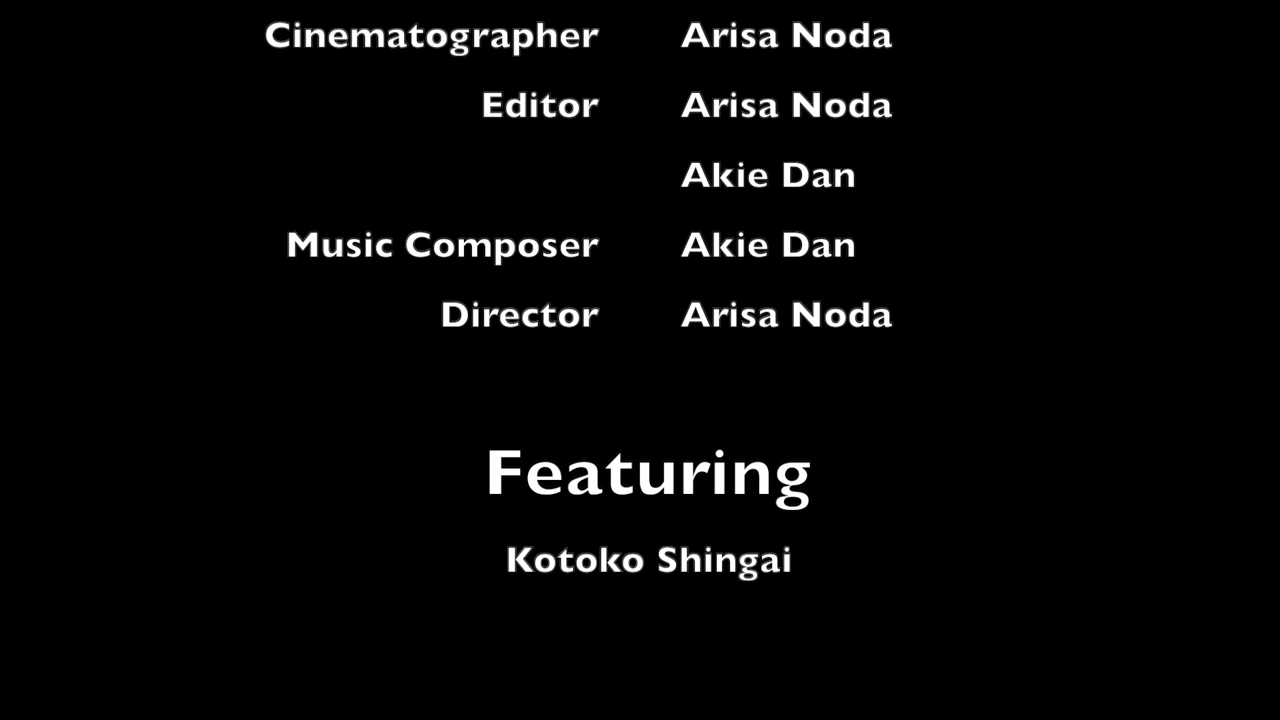 Cinematographer Arisa Noda
Editor Arisa Noda
Akie Dan
Music Composer Akie Dan
Director Arisa Noda
Featuring
Kotoko Shingai